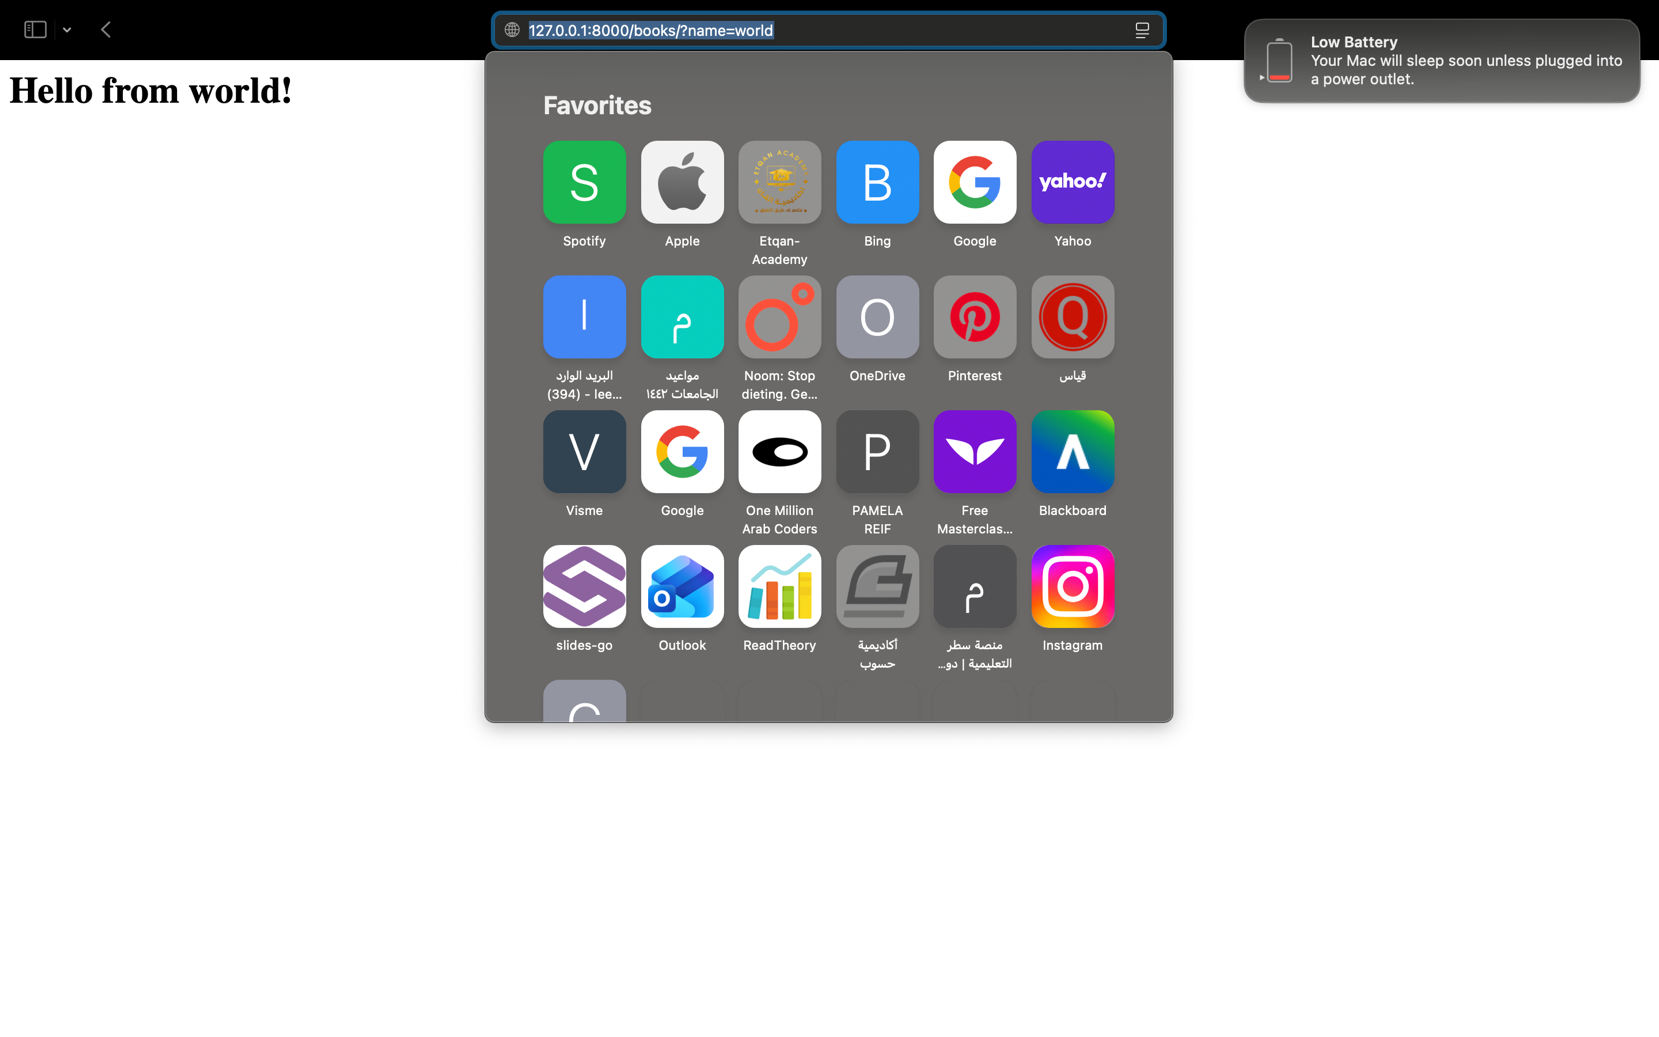 127.0.0.1:8000/books/?name=world
Low Battery
Your Mac will sleep soon unless plugged into
a power outlet.
Hello from world!
Favorites
S
B
yahoo!
Spotify
Apple
Etqan-
Academy
Bing
Google
Yahoo
ا
م
O
Q
البريد الوارد
(394) - lee...
مواعيد
الجامعات ١٤٤٢
Noom: Stop
dieting. Ge...
OneDrive
Pinterest
قياس
V
P
Visme
Google
One Million
Arab Coders
PAMELA
REIF
Free
Masterclas...
Blackboard
م
slides-go
Outlook
ReadTheory
أكاديمية
حسوب
منصة سطر
التعليمية | دو...
Instagram